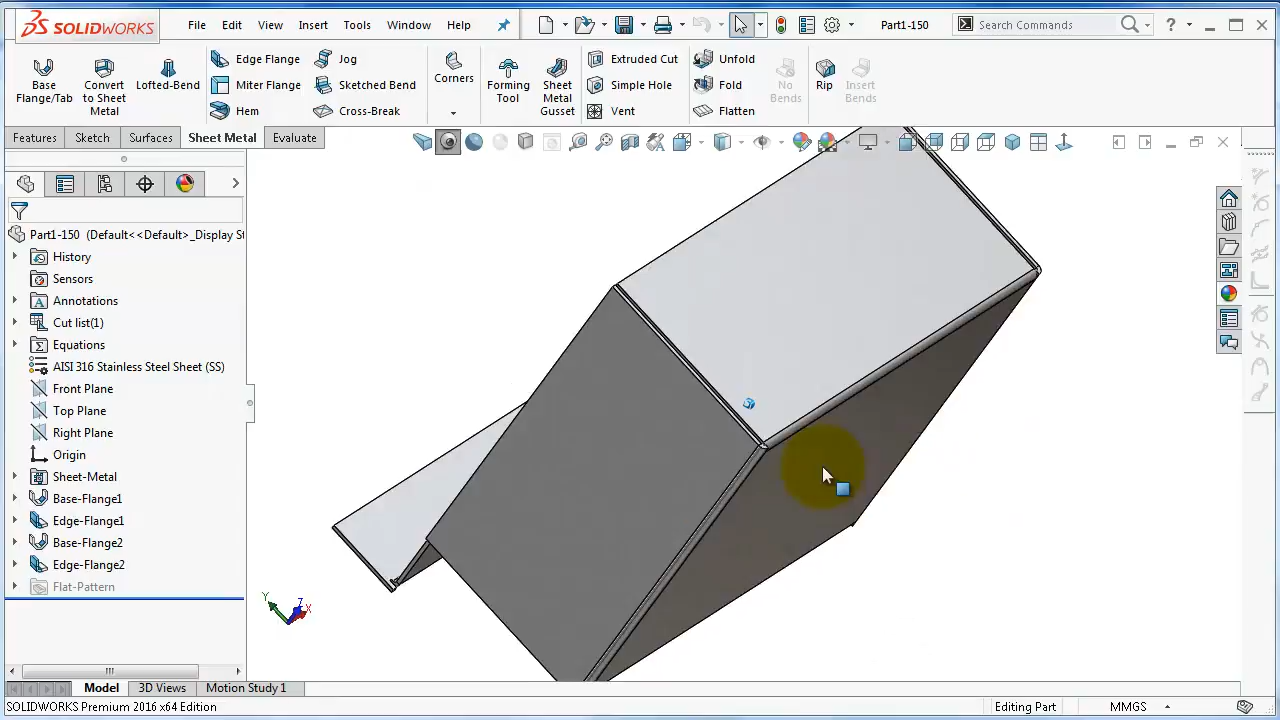 SOLIDWORKS File Edit View Insert Tools Window Help Part1-150 Search Commands
Base Flange/Tab
Convert to Sheet Metal
Lofted-Bend
Edge Flange
Miter Flange
Hem
Jog
Sketched Bend
Cross-Break
Corners
Forming Tool
Sheet Metal Gusset
Extruded Cut
Simple Hole
Vent
Unfold
Fold
Flatten
No Bends
Rip
Insert Bends
Features Sketch Surfaces Sheet Metal Evaluate
Part1-150 (Default<<Default>_Display St
History
Sensors
Annotations
Cut list(1)
Equations
AISI 316 Stainless Steel Sheet (SS)
Front Plane
Top Plane
Right Plane
Origin
Sheet-Metal
Base-Flange1
Edge-Flange1
Base-Flange2
Edge-Flange2
Flat-Pattern
Y Z X
Model 3D Views Motion Study 1
SOLIDWORKS Premium 2016 x64 Edition Editing Part MMGS